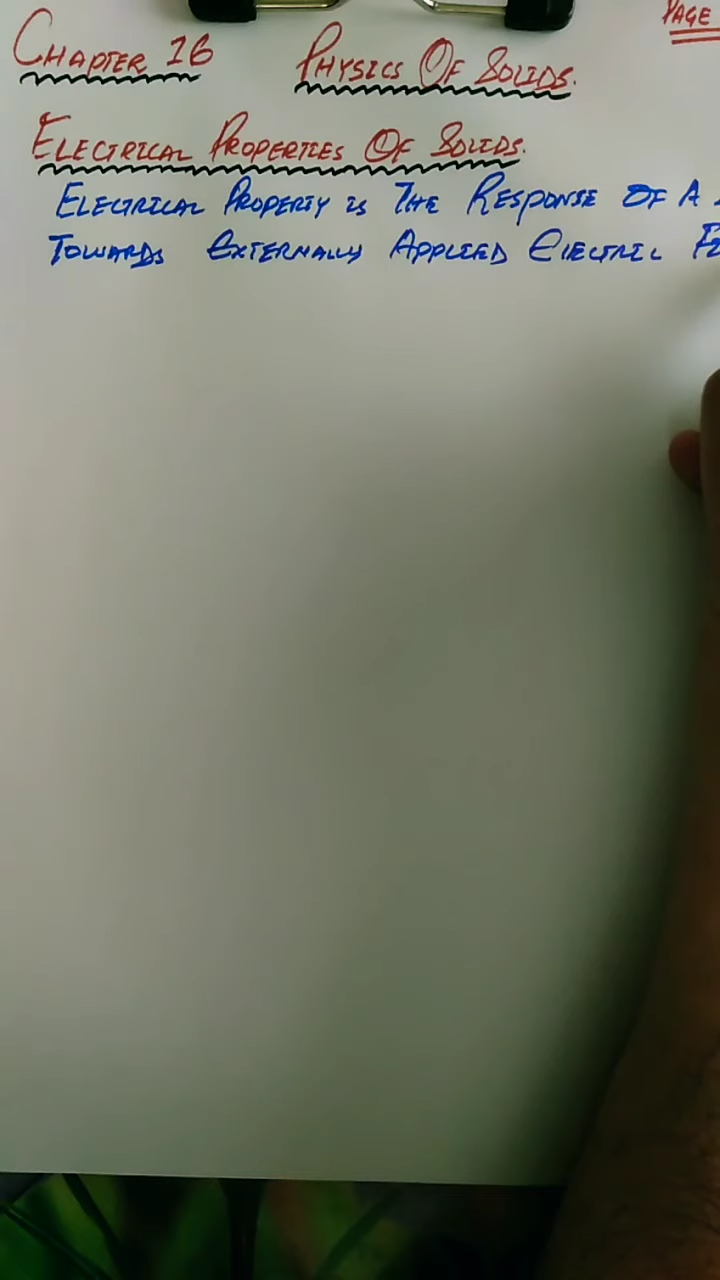 PAGE
CHAPTER 16 PHYSICS OF SOLIDS.
ELECTRICAL PROPERTIES OF SOLIDS.
ELECTRICAL PROPERTY IS THE RESPONSE OF A
TOWARDS EXTERNALLY APPLIED ELECTRIC